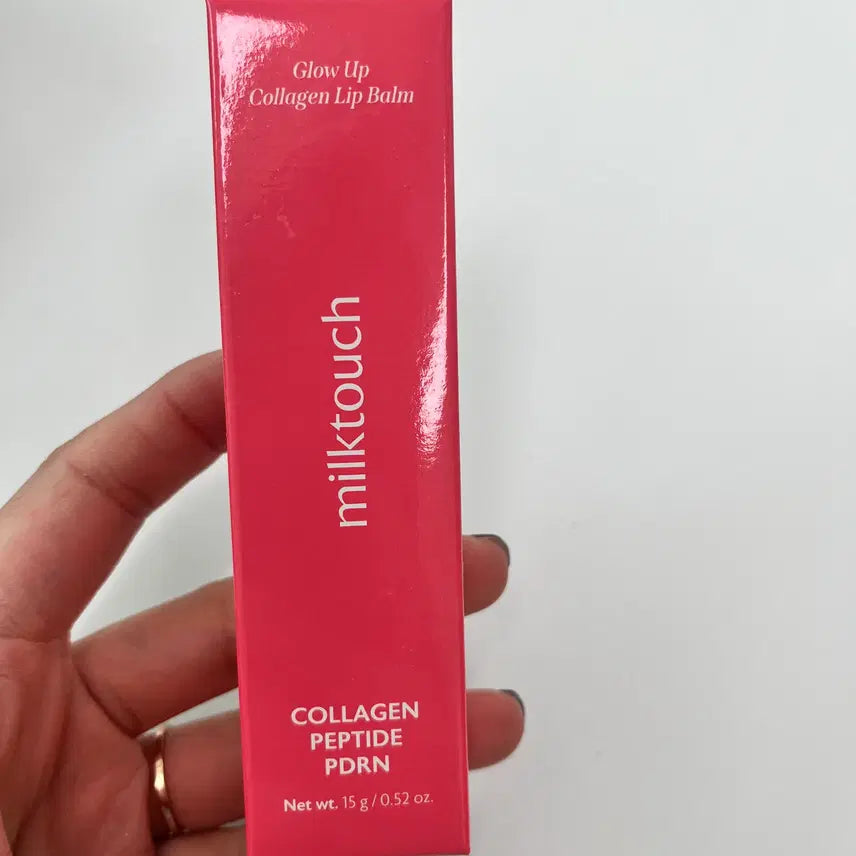 Glow Up
Collagen Lip Balm
milktouch
COLLAGEN
PEPTIDE
PDRN
Net wt. 15 g / 0.52 oz.